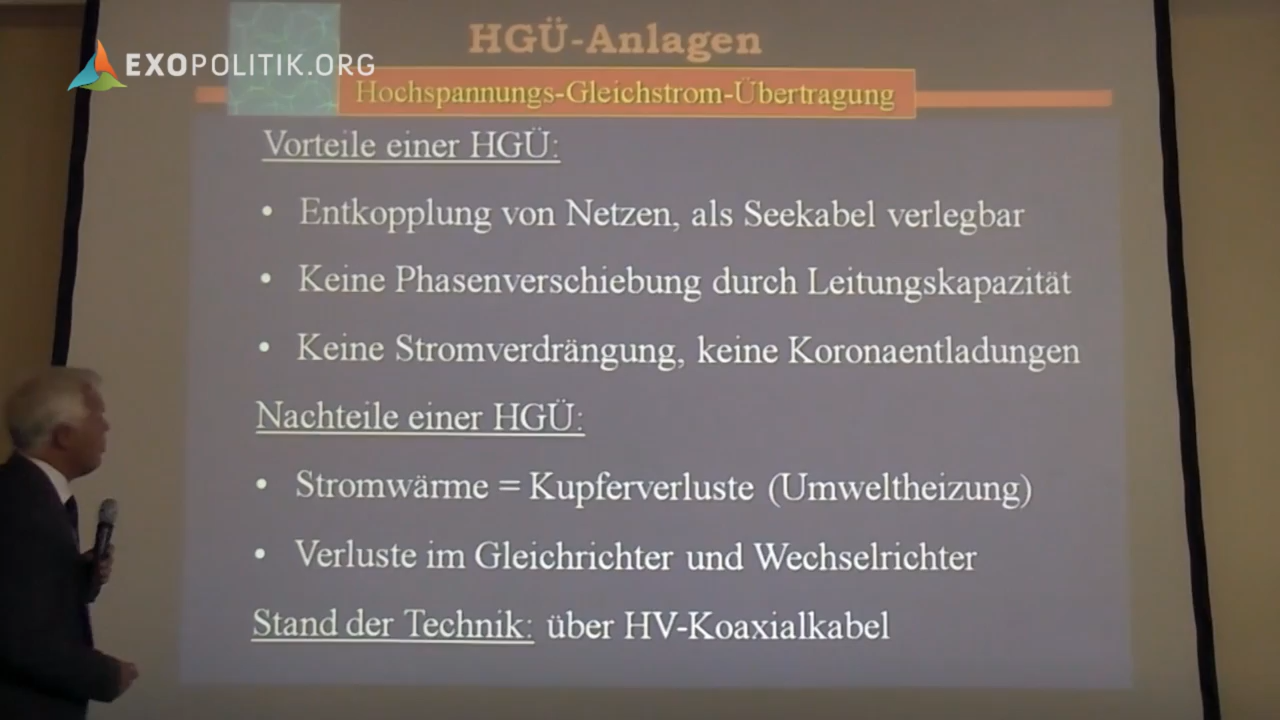 HGÜ-Anlagen
EXOPOLITIK.ORG
Hochspannungs-Gleichstrom-Übertragung
Vorteile einer HGÜ:
• Entkopplung von Netzen, als Seekabel verlegbar
• Keine Phasenverschiebung durch Leitungskapazität
• Keine Stromverdrängung, keine Koronaentladungen
Nachteile einer HGÜ:
• Stromwärme = Kupferverluste (Umweltheizung)
• Verluste im Gleichrichter und Wechselrichter
Stand der Technik: über HV-Koaxialkabel